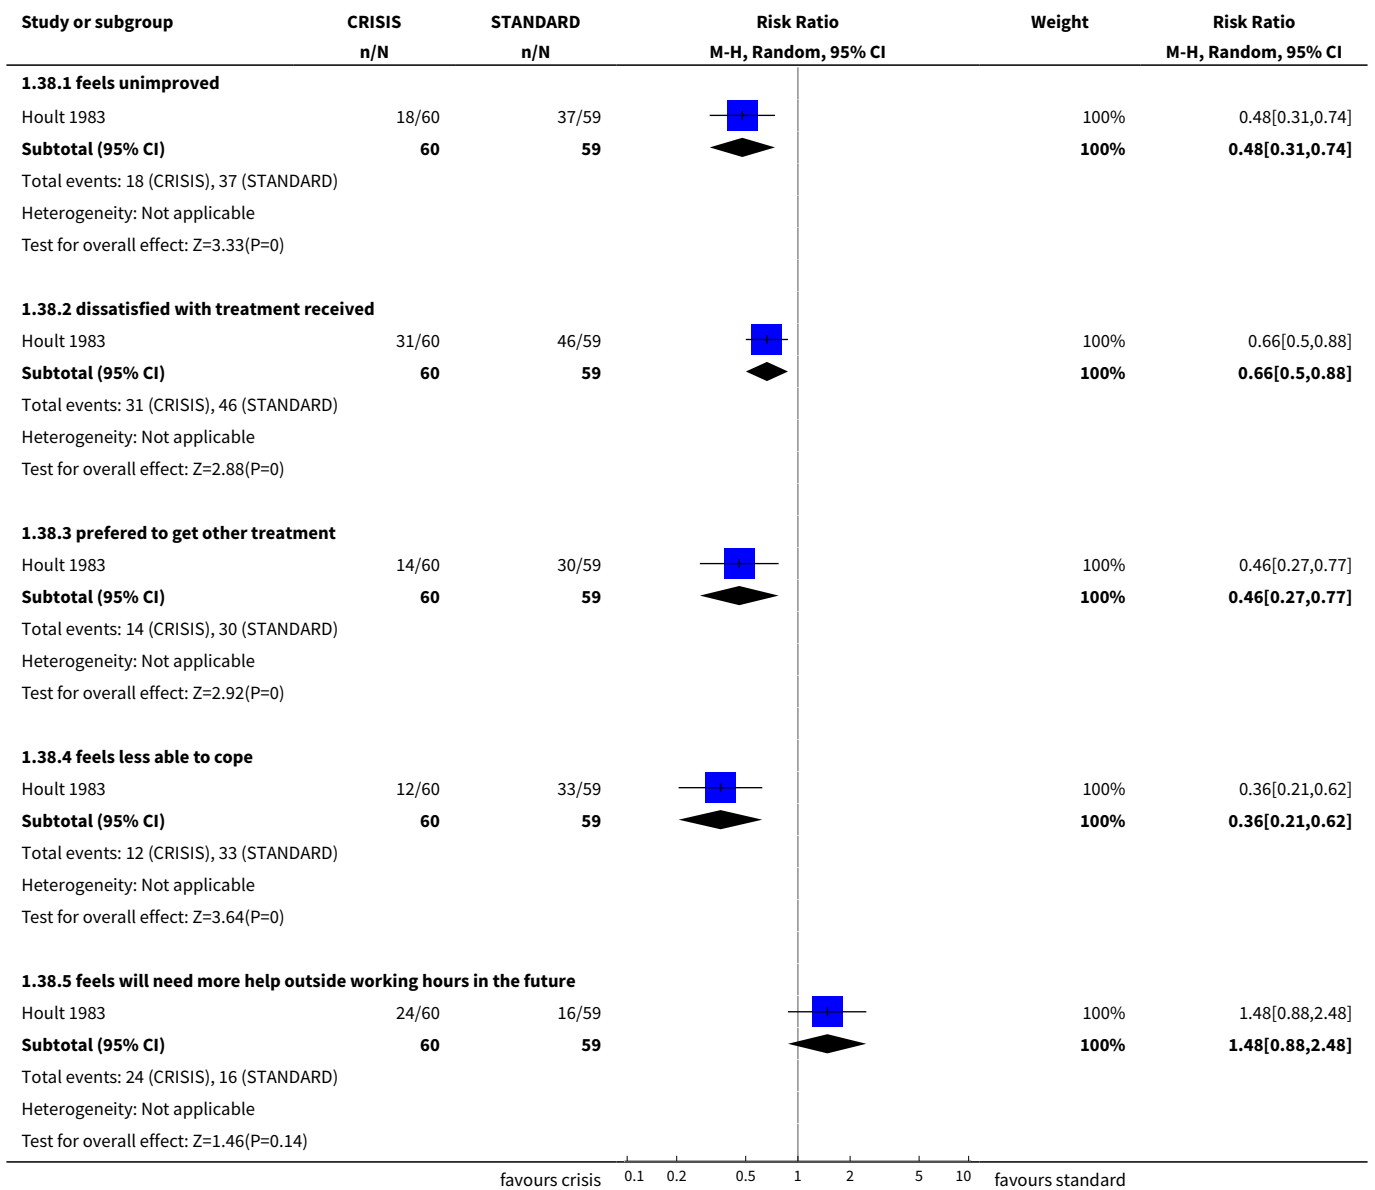 Study or subgroup CRISIS STANDARD Risk Ratio Weight Risk Ratio
n/N n/N M-H, Random, 95% CI M-H, Random, 95% CI
1.38.1 feels unimproved
Hoult 1983 18/60 37/59 100% 0.48[0.31,0.74]
Subtotal (95% CI) 60 59 100% 0.48[0.31,0.74]
Total events: 18 (CRISIS), 37 (STANDARD)
Heterogeneity: Not applicable
Test for overall effect: Z=3.33(P=0)
1.38.2 dissatisfied with treatment received
Hoult 1983 31/60 46/59 100% 0.66[0.5,0.88]
Subtotal (95% CI) 60 59 100% 0.66[0.5,0.88]
Total events: 31 (CRISIS), 46 (STANDARD)
Heterogeneity: Not applicable
Test for overall effect: Z=2.88(P=0)
1.38.3 prefered to get other treatment
Hoult 1983 14/60 30/59 100% 0.46[0.27,0.77]
Subtotal (95% CI) 60 59 100% 0.46[0.27,0.77]
Total events: 14 (CRISIS), 30 (STANDARD)
Heterogeneity: Not applicable
Test for overall effect: Z=2.92(P=0)
1.38.4 feels less able to cope
Hoult 1983 12/60 33/59 100% 0.36[0.21,0.62]
Subtotal (95% CI) 60 59 100% 0.36[0.21,0.62]
Total events: 12 (CRISIS), 33 (STANDARD)
Heterogeneity: Not applicable
Test for overall effect: Z=3.64(P=0)
1.38.5 feels will need more help outside working hours in the future
Hoult 1983 24/60 16/59 100% 1.48[0.88,2.48]
Subtotal (95% CI) 60 59 100% 1.48[0.88,2.48]
Total events: 24 (CRISIS), 16 (STANDARD)
Heterogeneity: Not applicable
Test for overall effect: Z=1.46(P=0.14)
favours crisis 0.1 0.2 0.5 1 2 5 10 favours standard